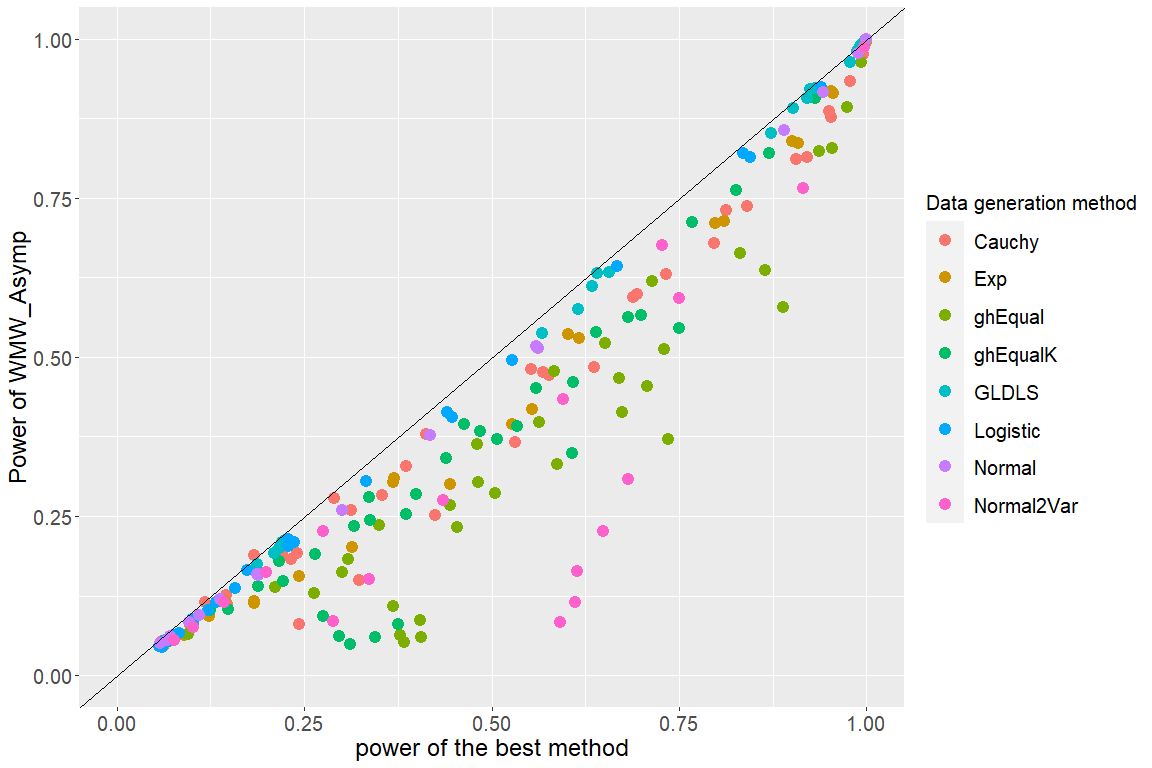 1.00
0.75
0.50
0.25
0.00
Power of WMW_Asymp
0.00 0.25 0.50 0.75 1.00
power of the best method
Data generation method
Cauchy
Exp
ghEqual
ghEqualK
GLDLS
Logistic
Normal
Normal2Var